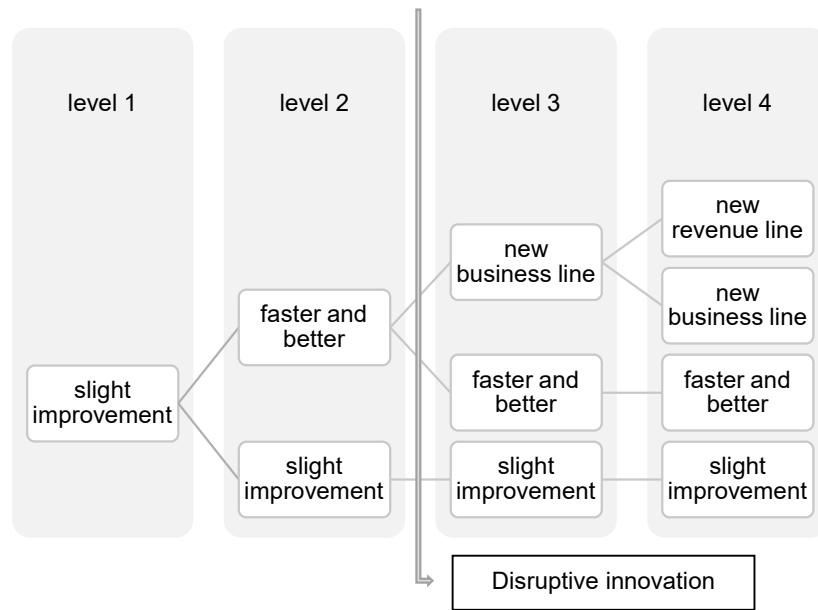 level 1
level 2
level 3
level 4
slight
improvement
faster and
better
slight
improvement
new
business line
faster and
better
slight
improvement
new
revenue line
new
business line
faster and
better
slight
improvement
Disruptive innovation